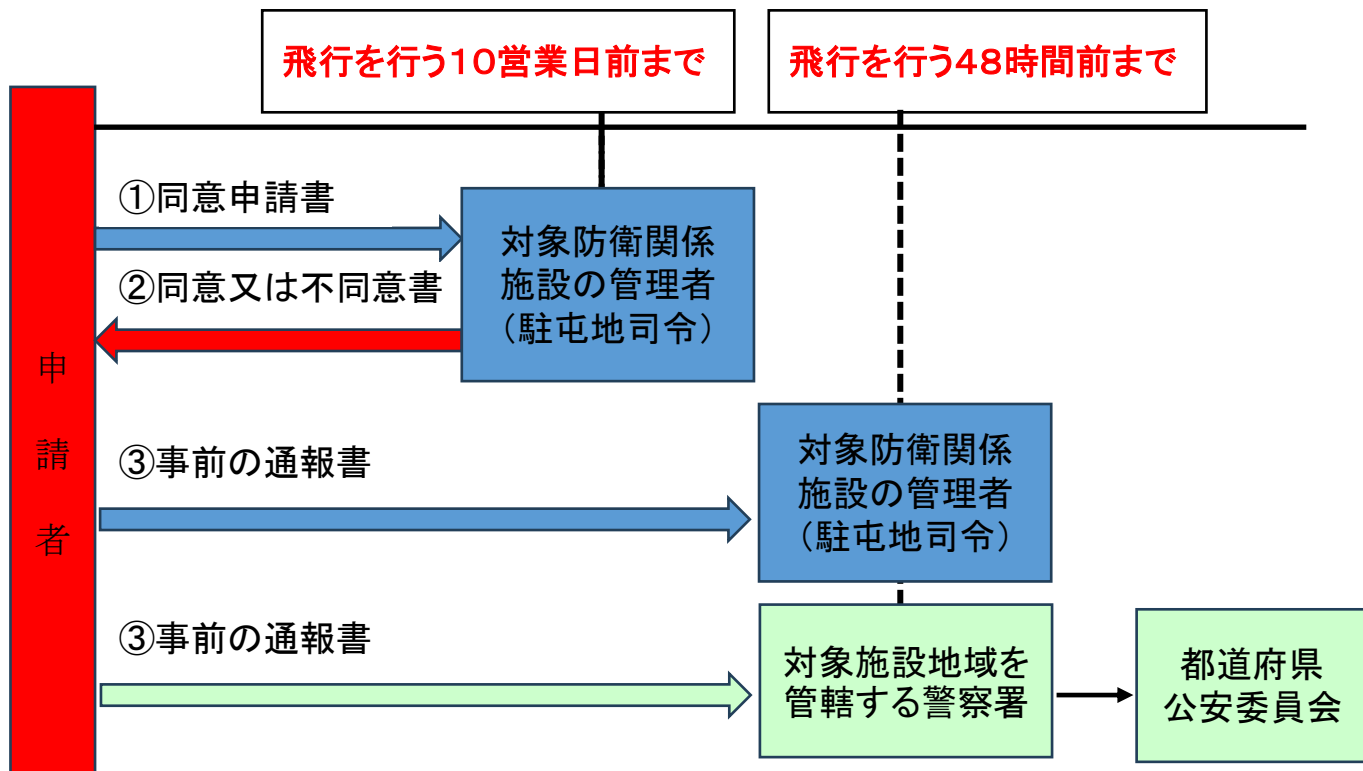 飛行を行う10営業日前まで
飛行を行う48時間前まで
申請者
①同意申請書
②同意又は不同意書
対象防衛関係
施設の管理者
（駐屯地司令）
③事前の通報書
対象防衛関係
施設の管理者
（駐屯地司令）
③事前の通報書
対象施設地域を
管轄する警察署
都道府県
公安委員会